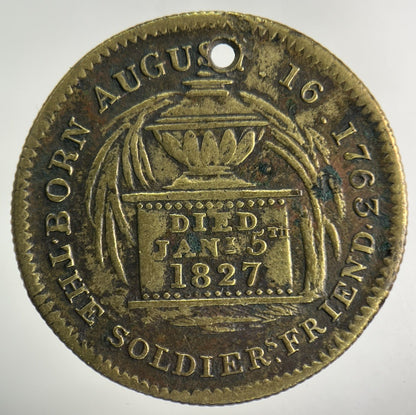 BORN AUGUST 16 · 1763 ·
DIED
JANY 5TH
1827
THE SOLDIERS FRIEND